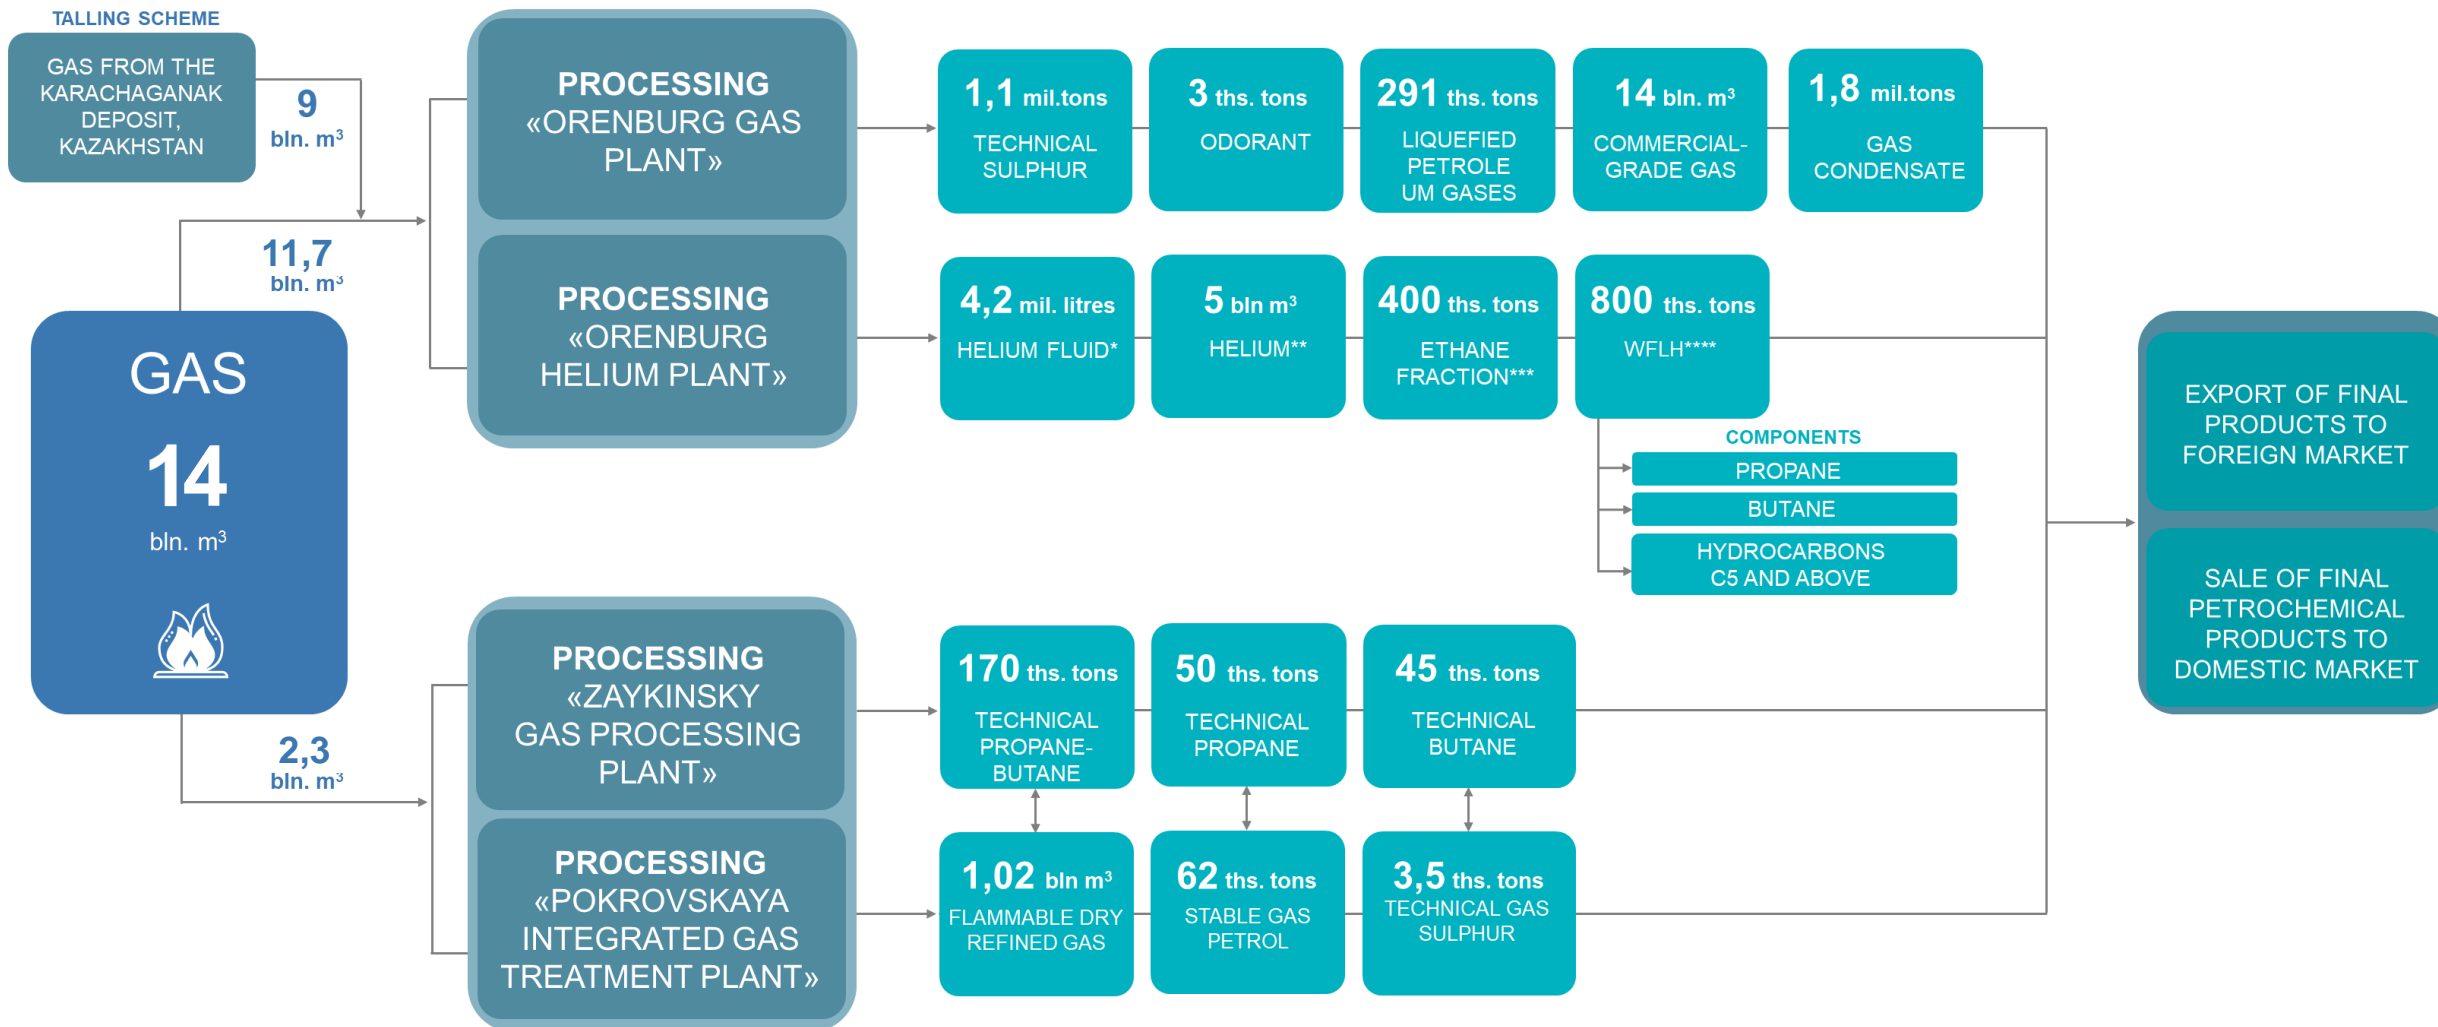 TALLING SCHEME
GAS FROM THE
KARACHAGANAK
DEPOSIT,
KAZAKHSTAN
9
bln. m³
11,7
bln. m³
GAS
14
bln. m³
2,3
bln. m³
PROCESSING
«ORENBURG GAS
PLANT»
PROCESSING
«ORENBURG
HELIUM PLANT»
PROCESSING
«ZAYKINSKY
GAS PROCESSING
PLANT»
PROCESSING
«POKROVSKAYA
INTEGRATED GAS
TREATMENT PLANT»
1,1 mil.tons
TECHNICAL
SULPHUR
3 ths. tons
ODORANT
291 ths. tons
LIQUEFIED
PETROLE
UM GASES
14 bln. m³
COMMERCIAL-
GRADE GAS
1,8 mil.tons
GAS
CONDENSATE
4,2 mil. litres
HELIUM FLUID*
5 bln m³
HELIUM**
400 ths. tons
ETHANE
FRACTION***
800 ths. tons
WFLH****
COMPONENTS
PROPANE
BUTANE
HYDROCARBONS
C5 AND ABOVE
170 ths. tons
TECHNICAL
PROPANE-
BUTANE
50 ths. tons
TECHNICAL
PROPANE
45 ths. tons
TECHNICAL
BUTANE
1,02 bln m³
FLAMMABLE DRY
REFINED GAS
62 ths. tons
STABLE GAS
PETROL
3,5 ths. tons
TECHNICAL GAS
SULPHUR
EXPORT OF FINAL
PRODUCTS TO
FOREIGN MARKET
SALE OF FINAL
PETROCHEMICAL
PRODUCTS TO
DOMESTIC MARKET